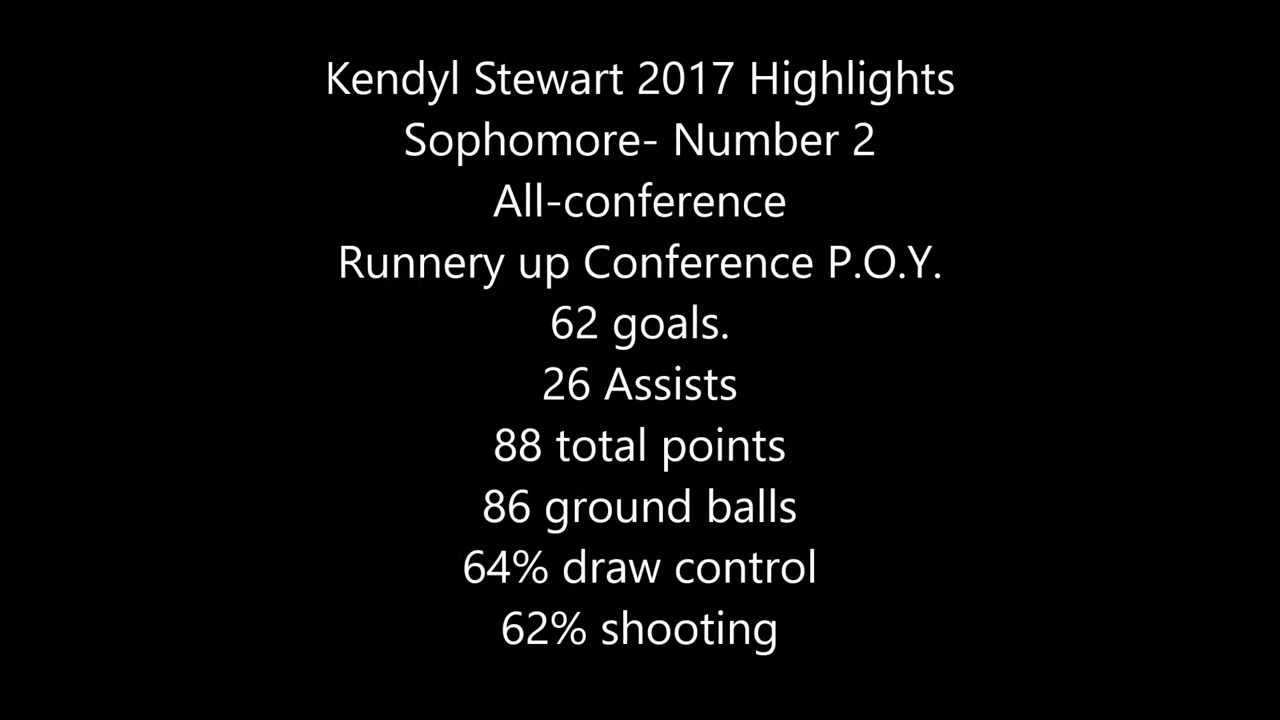 Kendyl Stewart 2017 Highlights
Sophomore- Number 2
All-conference
Runnery up Conference P.O.Y.
62 goals.
26 Assists
88 total points
86 ground balls
64% draw control
62% shooting